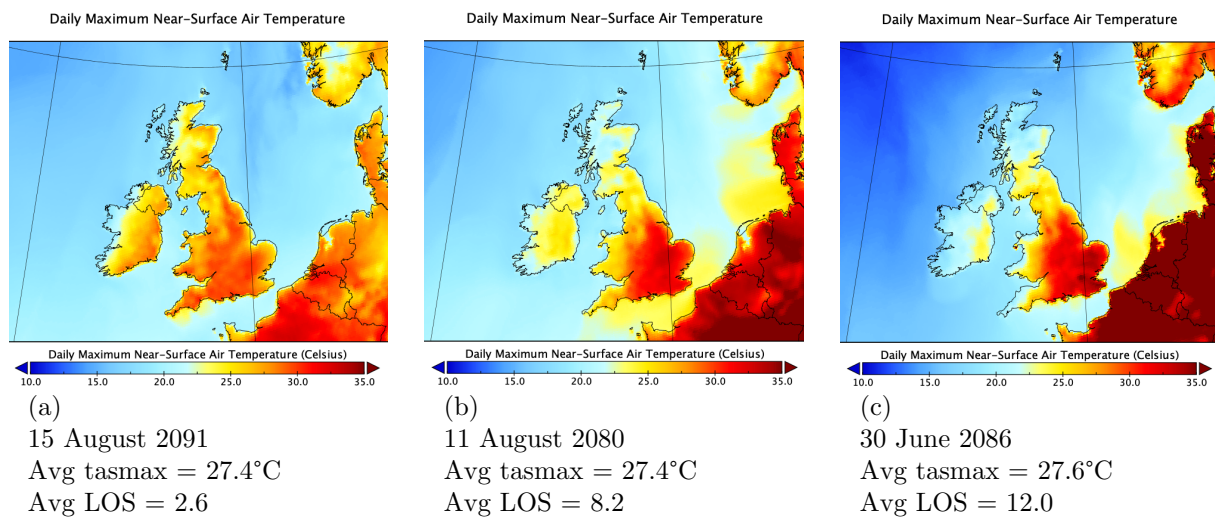 Daily Maximum Near-Surface Air Temperature
Daily Maximum Near-Surface Air Temperature (Celsius)
10.0 15.0 20.0 25.0 30.0 35.0
(a)
15 August 2091
Avg tasmax = 27.4°C
Avg LOS = 2.6
Daily Maximum Near-Surface Air Temperature
Daily Maximum Near-Surface Air Temperature (Celsius)
10.0 15.0 20.0 25.0 30.0 35.0
(b)
11 August 2080
Avg tasmax = 27.4°C
Avg LOS = 8.2
Daily Maximum Near-Surface Air Temperature
Daily Maximum Near-Surface Air Temperature (Celsius)
10.0 15.0 20.0 25.0 30.0 35.0
(c)
30 June 2086
Avg tasmax = 27.6°C
Avg LOS = 12.0